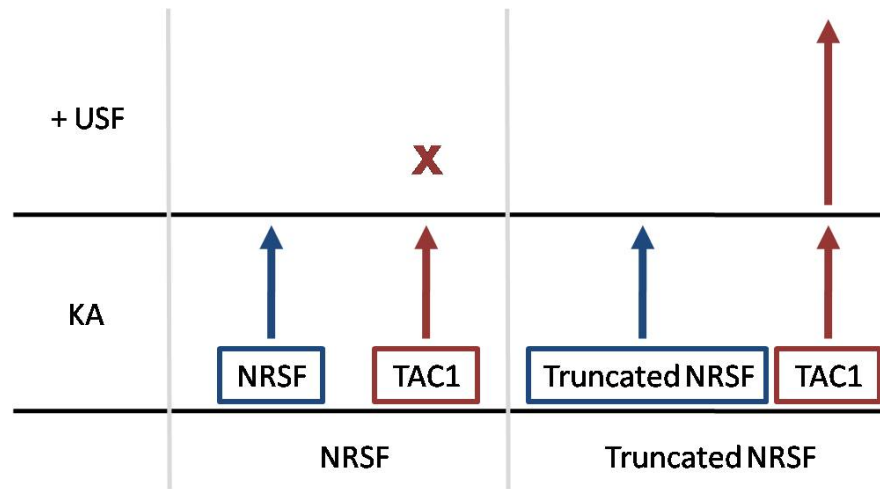 + USF
X
KA
NRSF
TAC1
Truncated NRSF
TAC1
NRSF
Truncated NRSF